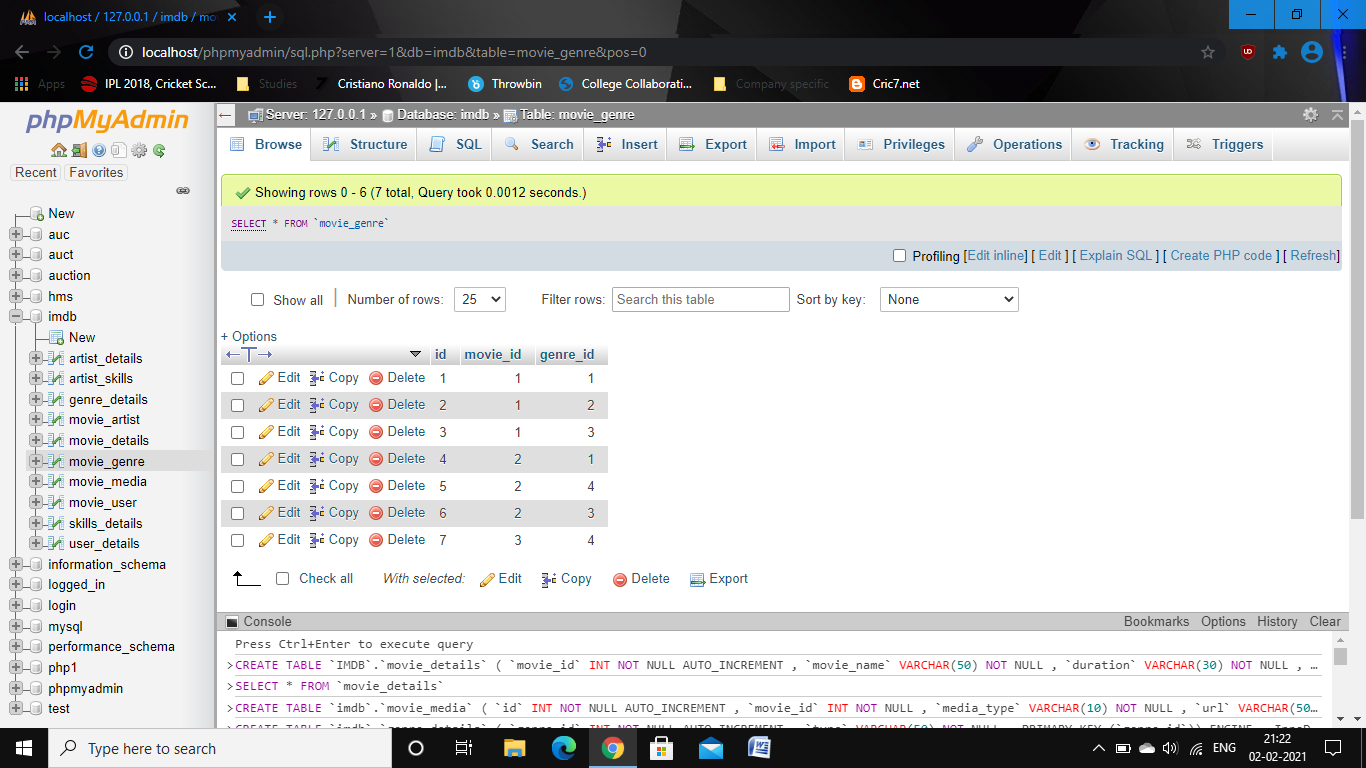 localhost / 127.0.0.1 / imdb / mo
localhost/phpmyadmin/sql.php?server=1&db=imdb&table=movie_genre&pos=0
Apps IPL 2018, Cricket Sc... Studies Cristiano Ronaldo |... Throwbin College Collaborati... Company specific Cric7.net
phpMyAdmin
Recent Favorites
New
auc
auct
auction
hms
imdb
New
artist_details
artist_skills
genre_details
movie_artist
movie_details
movie_genre
movie_media
movie_user
skills_details
user_details
information_schema
logged_in
login
mysql
performance_schema
php1
phpmyadmin
test
Server: 127.0.0.1 » Database: imdb » Table: movie_genre
Browse Structure SQL Search Insert Export Import Privileges Operations Tracking Triggers
Showing rows 0 - 6 (7 total, Query took 0.0012 seconds.)
SELECT * FROM `movie_genre`
Profiling [Edit inline] [ Edit ] [ Explain SQL ] [ Create PHP code ] [ Refresh]
Show all | Number of rows: 25 Filter rows: Search this table Sort by key: None
+ Options
←T→ id movie_id genre_id
Edit Copy Delete 1 1 1
Edit Copy Delete 2 1 2
Edit Copy Delete 3 1 3
Edit Copy Delete 4 2 1
Edit Copy Delete 5 2 4
Edit Copy Delete 6 2 3
Edit Copy Delete 7 3 4
Check all With selected: Edit Copy Delete Export
Console Bookmarks Options History Clear
Press Ctrl+Enter to execute query
>CREATE TABLE `IMDB`.`movie_details` ( `movie_id` INT NOT NULL AUTO_INCREMENT , `movie_name` VARCHAR(50) NOT NULL , `duration` VARCHAR(30) NOT NULL , …
>SELECT * FROM `movie_details`
>CREATE TABLE `imdb`.`movie_media` ( `id` INT NOT NULL AUTO_INCREMENT , `movie_id` INT NOT NULL , `media_type` VARCHAR(10) NOT NULL , `url` VARCHAR(50…
Type here to search
ENG
21:22
02-02-2021